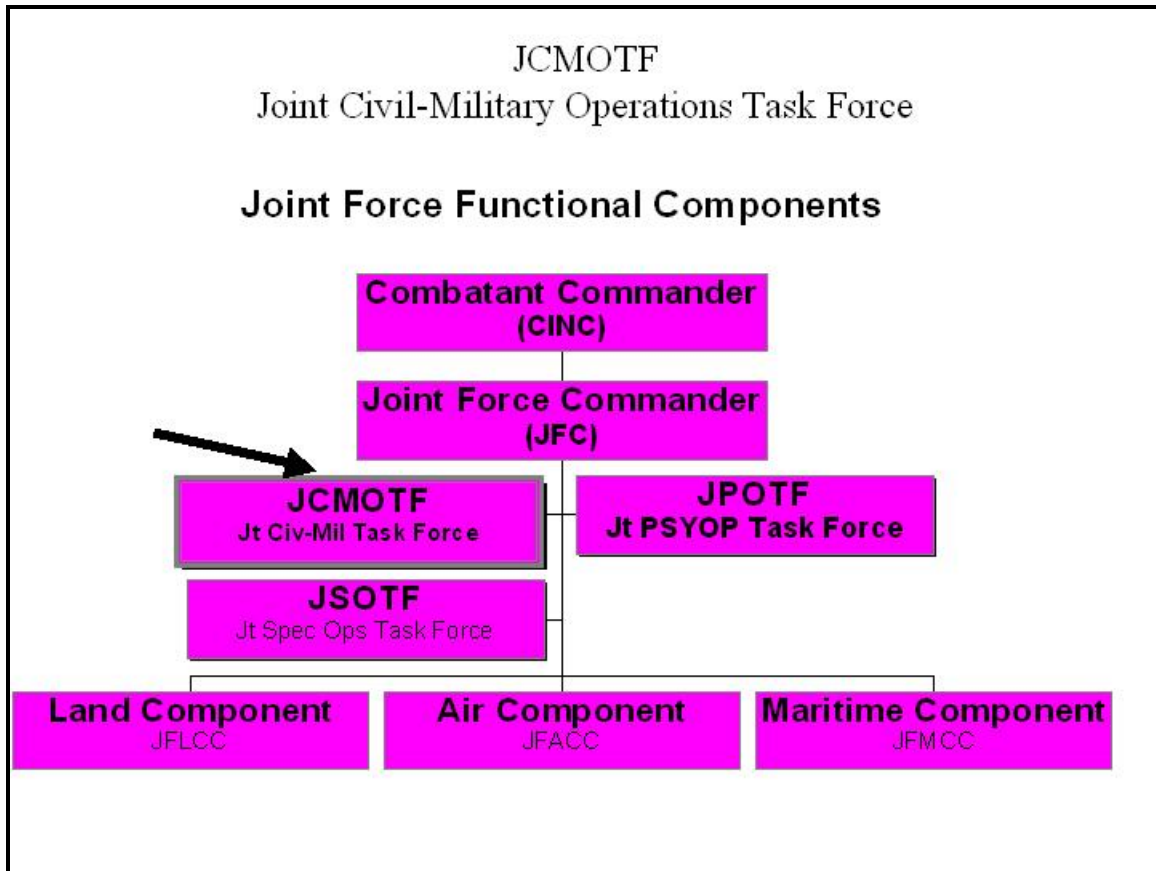 JCMOTF
Joint Civil-Military Operations Task Force
Joint Force Functional Components
Combatant Commander
(CINC)
Joint Force Commander
(JFC)
JCMOTF
Jt Civ-Mil Task Force
JPOTF
Jt PSYOP Task Force
JSOTF
Jt Spec Ops Task Force
Land Component
JFLCC
Air Component
JFACC
Maritime Component
JFMCC